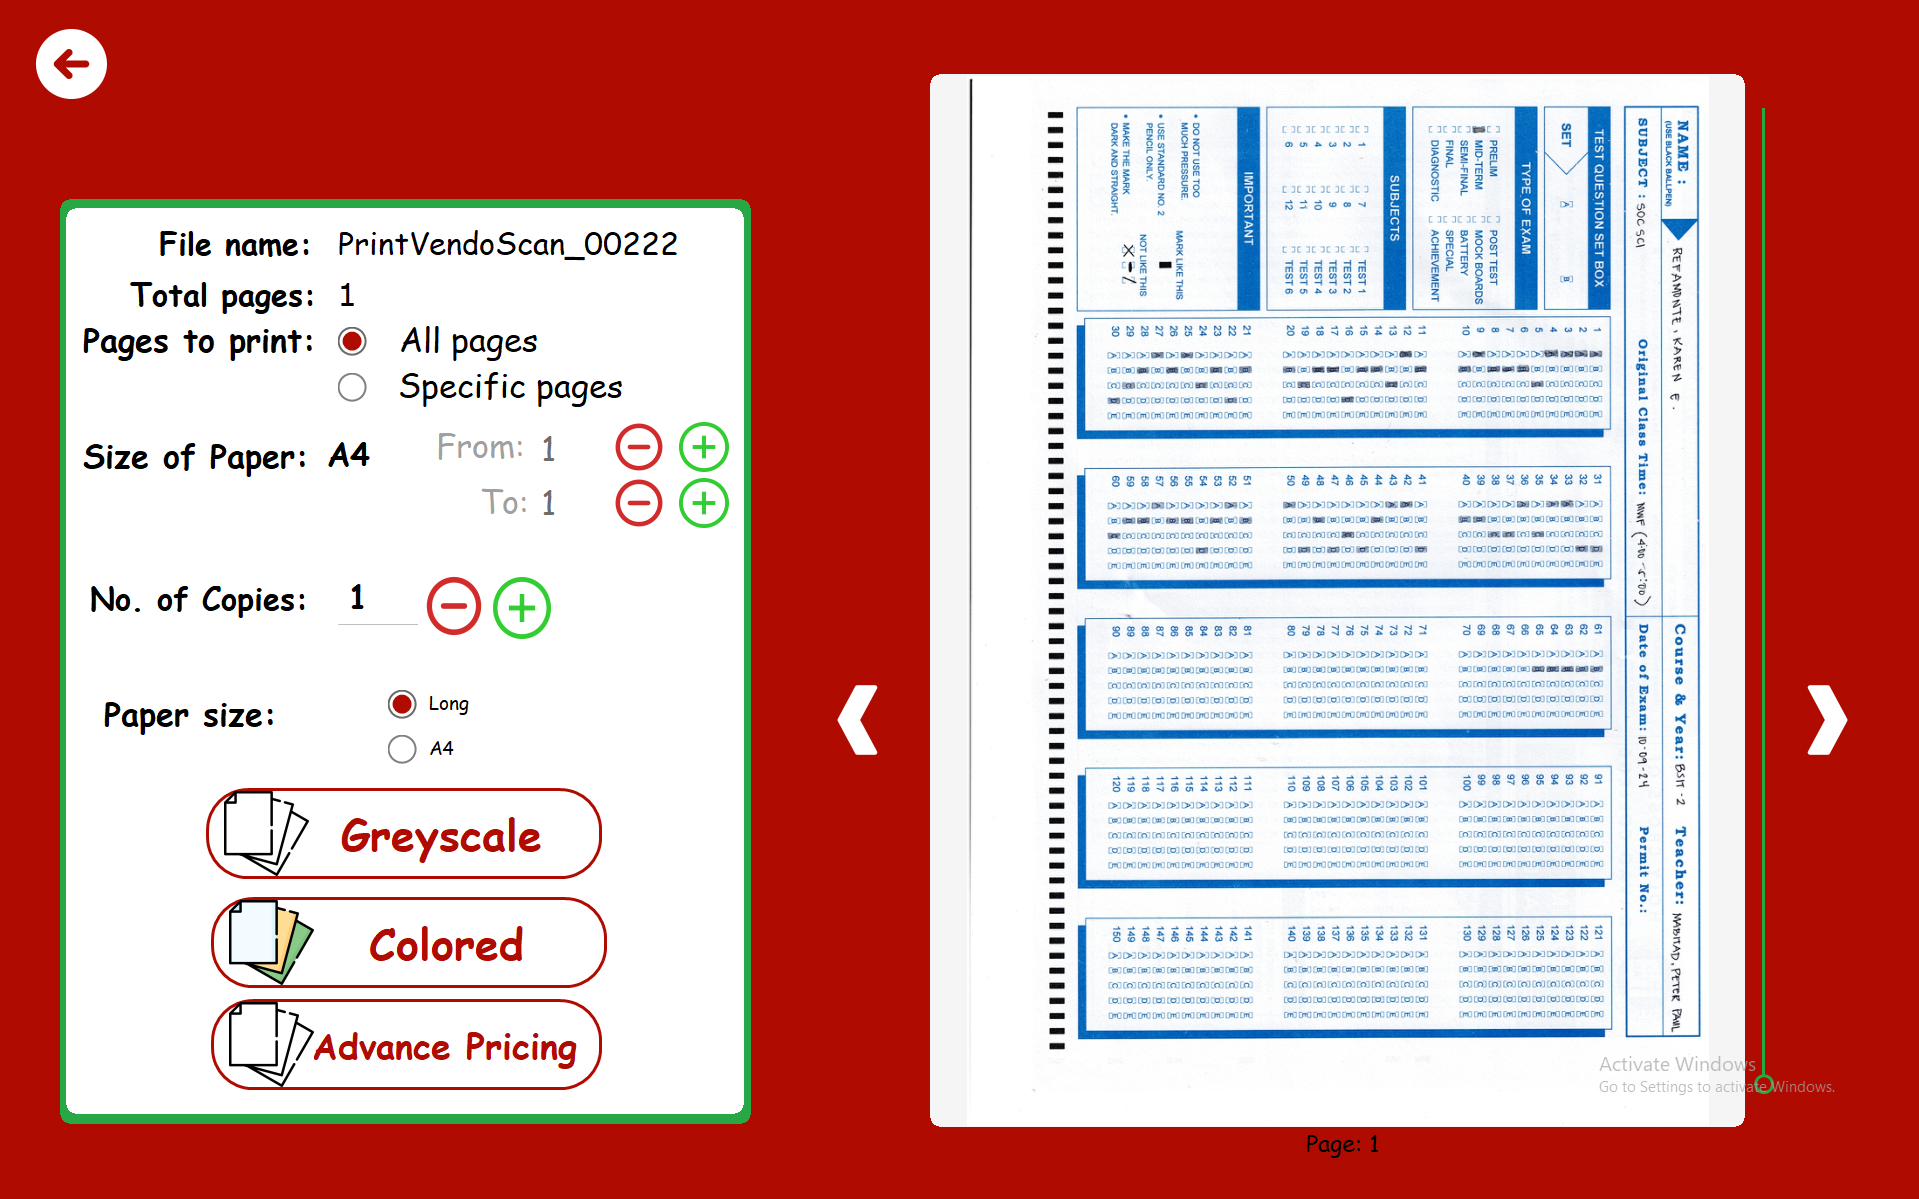 File name: PrintVendoScan_00222
Total pages: 1
Pages to print: All pages
Specific pages
Size of Paper: A4
From: 1
To: 1
No. of Copies: 1
Paper size: Long
A4
Greyscale
Colored
Advance Pricing
NAME : REFAMONTE, KAREN E.
(USE BLACK BALLPEN)
Course & Year: BSIT-2
Teacher: MABITAD, PETER PAUL
SUBJECT : SOC SCI
Original Class Time: MWF (4:00-5:00)
Date of Exam: 10-09-24
Permit No.:
TEST QUESTION SET BOX
SET
A
B
TYPE OF EXAM
PRELIM
MID-TERM
SEMI-FINAL
FINAL
DIAGNOSTIC
POST TEST
MOCK BOARDS
BATTERY
SPECIAL
ACHIEVEMENT
SUBJECTS
1 7 TEST 1
2 8 TEST 2
3 9 TEST 3
4 10 TEST 4
5 11 TEST 5
6 12 TEST 6
IMPORTANT
• DO NOT USE TOO
MUCH PRESSURE.
• USE STANDARD NO. 2
PENCIL ONLY.
• MAKE THE MARK
DARK AND STRAIGHT.
MARK LIKE THIS
NOT LIKE THIS
Page: 1
Activate Windows
Go to Settings to activate Windows.